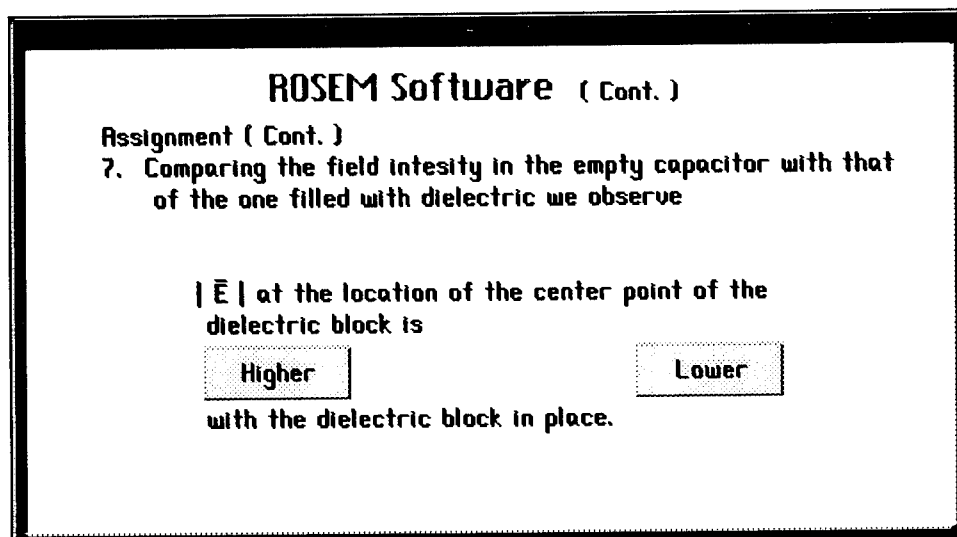 ROSEM Software ( Cont. )
Assignment ( Cont. )
7. Comparing the field intesity in the empty capacitor with that
of the one filled with dielectric we observe
| Ē | at the location of the center point of the
dielectric block is
Higher Lower
with the dielectric block in place.